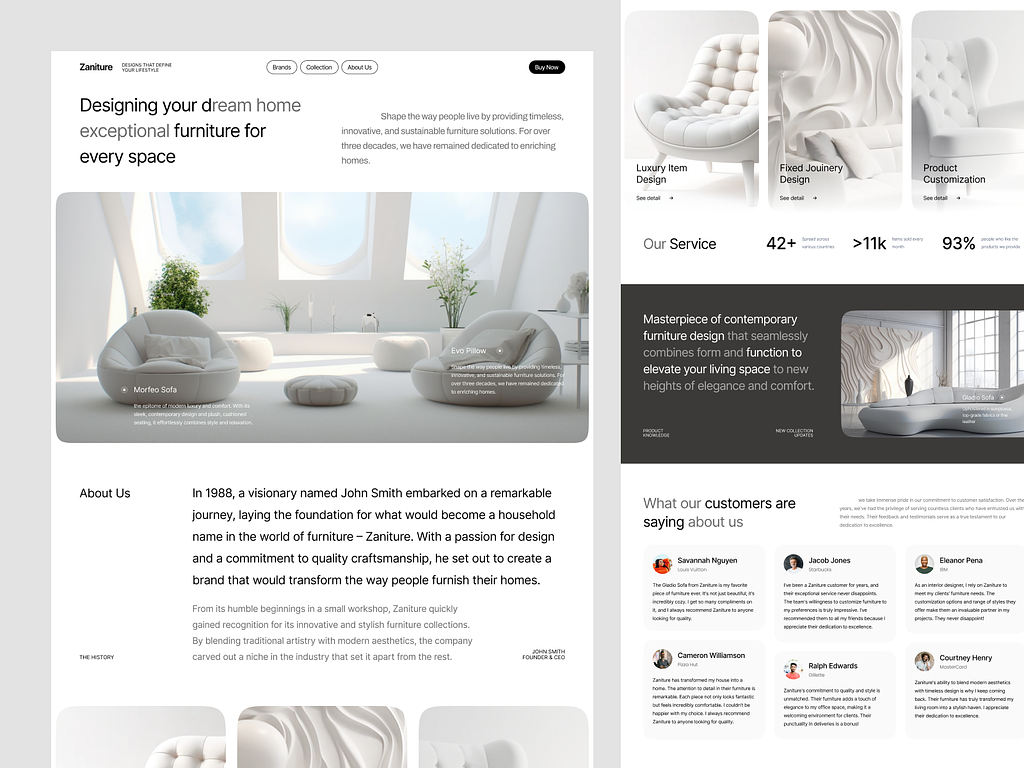 Zaniture
DESIGNS THAT DEFINE
YOUR LIFESTYLE
Brands
Collection
About Us
Buy Now
Designing your dream home
exceptional furniture for
every space
Shape the way people live by providing timeless,
innovative, and sustainable furniture solutions. For over
three decades, we have remained dedicated to enriching
homes.
Evo Pillow
Shape the way people live by providing timeless,
innovative, and sustainable furniture solutions. For
over three decades, we have remained dedicated
to enriching homes.
Morfeo Sofa
the epitome of modern luxury and comfort. With its
sleek, contemporary design and plush, cushioned
seating, it effortlessly combines style and relaxation.
About Us
In 1988, a visionary named John Smith embarked on a remarkable
journey, laying the foundation for what would become a household
name in the world of furniture – Zaniture. With a passion for design
and a commitment to quality craftsmanship, he set out to create a
brand that would transform the way people furnish their homes.
From its humble beginnings in a small workshop, Zaniture quickly
gained recognition for its innovative and stylish furniture collections.
By blending traditional artistry with modern aesthetics, the company
carved out a niche in the industry that set it apart from the rest.
THE HISTORY
JOHN SMITH
FOUNDER & CEO
Luxury Item
Design
See detail →
Fixed Jouinery
Design
See detail →
Product
Customization
See detail →
Our Service
42+
Spread across
various countries
>11k
Items sold every
month
93%
people who like the
products we provide
Masterpiece of contemporary
furniture design that seamlessly
combines form and function to
elevate your living space to new
heights of elegance and comfort.
PRODUCT
KNOWLEDGE
NEW COLLECTION
UPDATES
Gladio Sofa
Upholstered in sumptuous,
top-grade fabrics or fine
leather
What our customers are
saying about us
we take immense pride in our commitment to customer satisfaction. Over the
years, we've had the privilege of serving countless clients who have entrusted us with
their needs. Their feedback and testimonials serve as a true testament to our
dedication to excellence.
Savannah Nguyen
Louis Vuitton
The Gladio Sofa from Zaniture is my favorite
piece of furniture ever. It's not just beautiful; it's
incredibly cozy. I get so many compliments on
it, and I always recommend Zaniture to anyone
looking for quality.
Jacob Jones
Starbucks
I've been a Zaniture customer for years, and
their exceptional service never disappoints.
The team's willingness to customize furniture to
my preferences is truly impressive. I've
recommended them to all my friends because I
appreciate their dedication to excellence.
Eleanor Pena
IBM
As an interior designer, I rely on Zaniture to
meet my clients' furniture needs. The
customization options and range of styles they
offer make them an invaluable partner in my
projects. They never disappoint!
Cameron Williamson
Pizza Hut
Zaniture has transformed my house into a
home. The attention to detail in their furniture is
remarkable. Each piece not only looks fantastic
but feels incredibly comfortable. I couldn't be
happier with my choice. I always recommend
Zaniture to anyone looking for quality.
Ralph Edwards
Gillette
Zaniture's commitment to quality and style is
unmatched. Their furniture adds a touch of
elegance to my office space, making it a
welcoming environment for clients. Their
punctuality in deliveries is a bonus!
Courtney Henry
MasterCard
Zaniture's ability to blend modern aesthetics
with timeless design is why I keep coming
back. Their furniture has truly transformed my
living room into a stylish haven. I appreciate
their dedication to excellence.